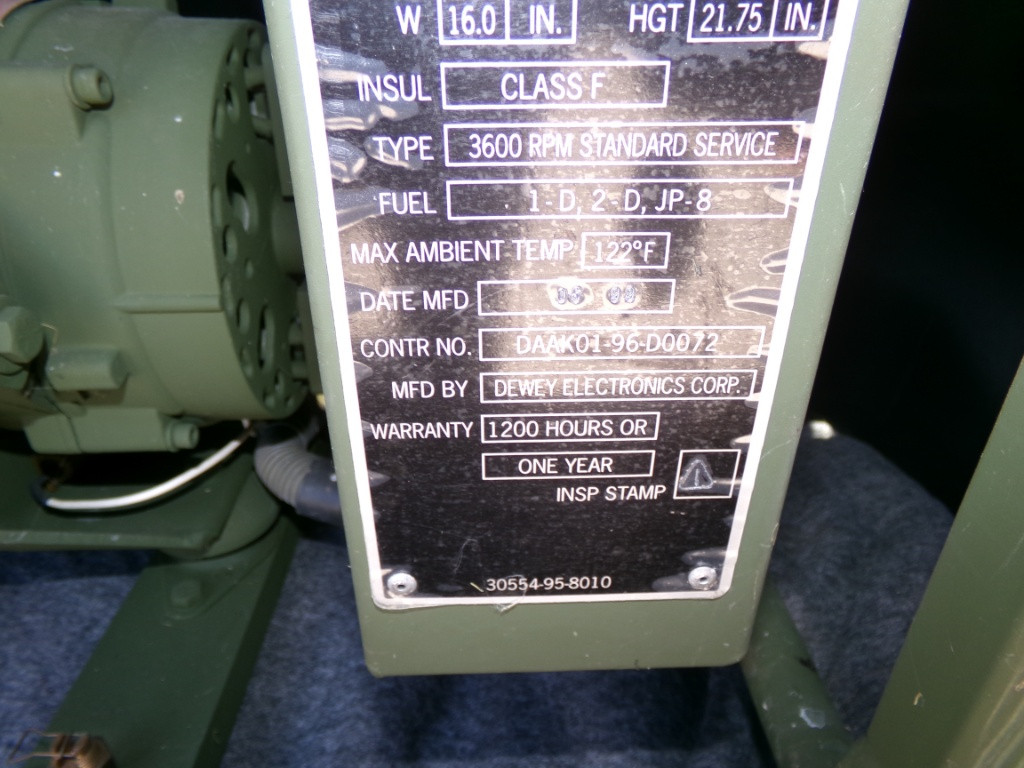 W 16.0 IN. HGT 21.75 IN.
INSUL CLASS F
TYPE 3600 RPM STANDARD SERVICE
FUEL 1-D, 2-D, JP-8
MAX AMBIENT TEMP 122°F
DATE MFD
CONTR NO. DAAK01-96-D0072
MFD BY DEWEY ELECTRONICS CORP.
WARRANTY 1200 HOURS OR
ONE YEAR
INSP STAMP
30554-95-8010